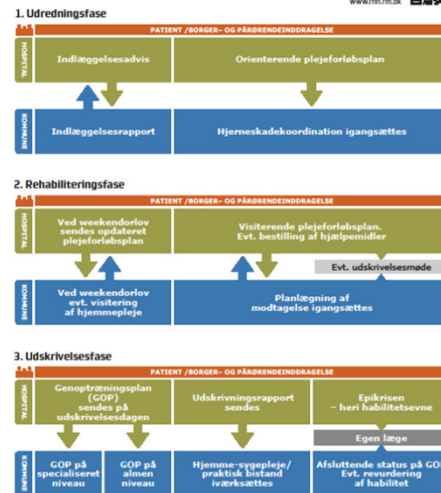 www.rhn.rm.dk
1. Udredningsfase
PATIENT /BORGER- OG PÅRØRENDEINDDRAGELSE
HOSPITAL
Indlæggelsesadvis
Orienterende plejeforløbsplan
KOMMUNE
Indlæggelsesrapport
Hjerneskadekoordination igangsættes
2. Rehabiliteringsfase
PATIENT /BORGER- OG PÅRØRENDEINDDRAGELSE
HOSPITAL
Ved weekendorlov
sendes opdateret
plejeforløbsplan
Visiterende plejeforløbsplan.
Evt. bestilling af hjælpemidler
Evt. udskrivelsesmøde
KOMMUNE
Ved weekendorlov
evt. visitering
af hjemmepleje
Planlægning af
modtagelse igangsættes
3. Udskrivelsesfase
PATIENT /BORGER- OG PÅRØRENDEINDDRAGELSE
HOSPITAL
Genoptræningsplan
(GOP)
sendes på
udskrivelsesdagen
Udskrivningsrapport
sendes
Epikrisen
– heri habilitetsevne
Egen læge
KOMMUNE
GOP på
specialiseret
niveau
GOP på
almen
niveau
Hjemme-sygepleje/
praktisk bistand
iværksættes
Afsluttende status på GOP
Evt. revurdering
af habilitet